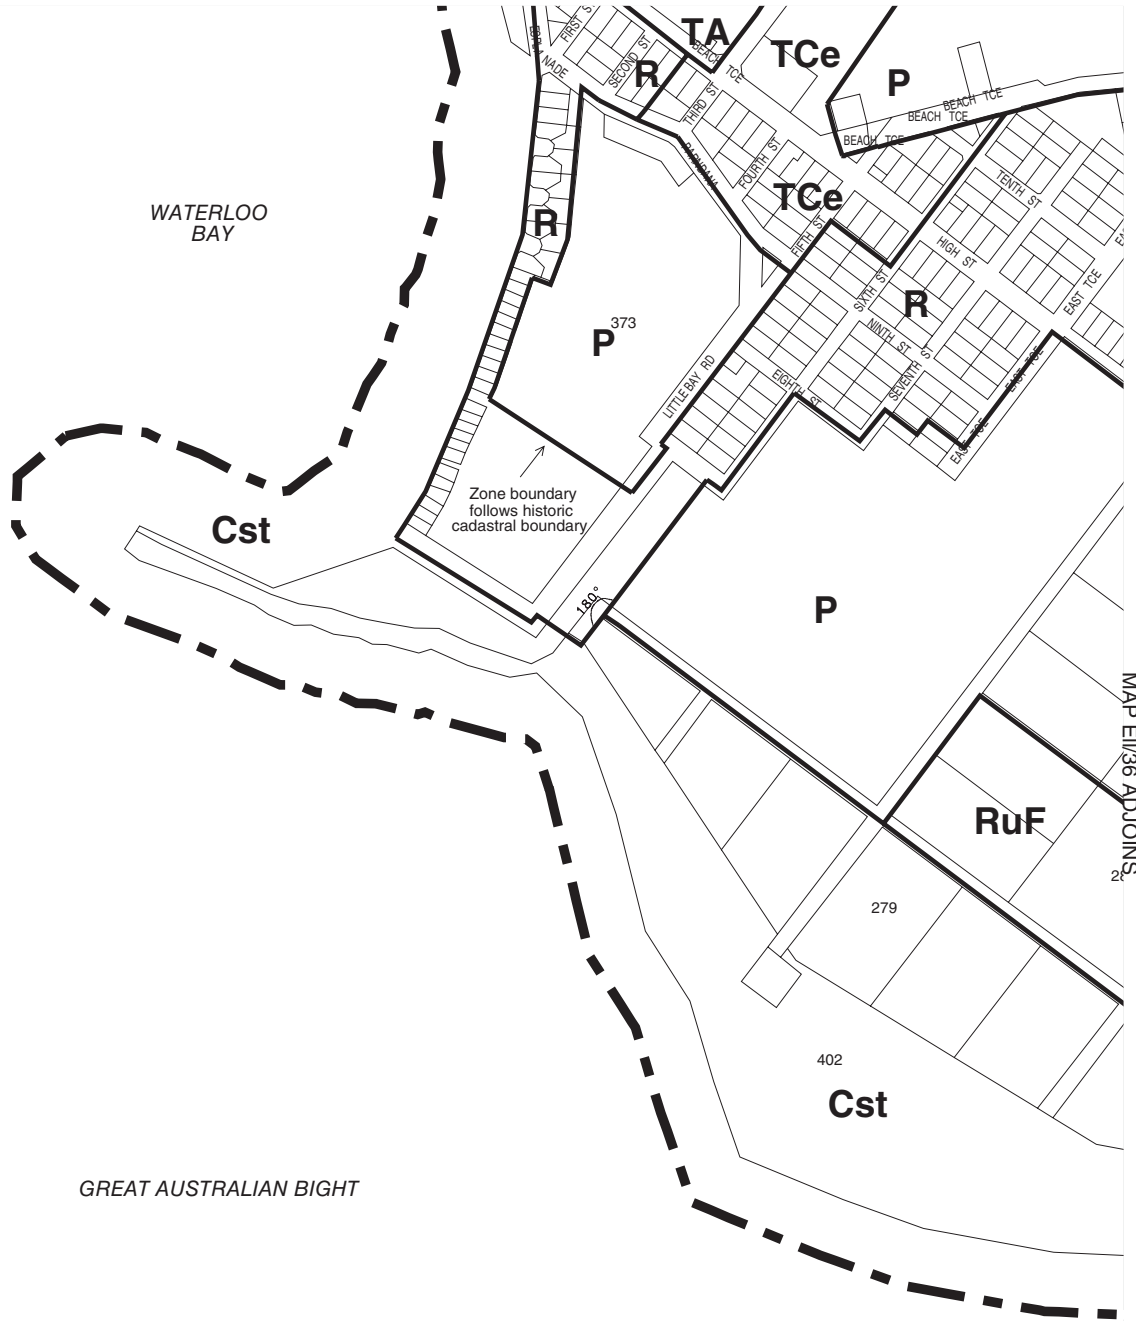 TA
TCe
P
R
FIRST
ESPLANADE
SECOND ST
THIRD ST
BEACH TCE
BEACH TCE
BEACH TCE
BEACH TCE
FOURTH ST
TCe
FIFTH ST
TENTH ST
HIGH ST
EAST TCE
WATERLOO
BAY
R
SIXTH ST
R
NINTH ST
SEVENTH ST
EAST TCE
EAST TCE
373
P
LITTLE BAY RD
EIGHTH ST
Zone boundary
follows historic
cadastral boundary
Cst
180°
P
MAP Ell/36 ADJOINS
RuF
279
402
Cst
GREAT AUSTRALIAN BIGHT